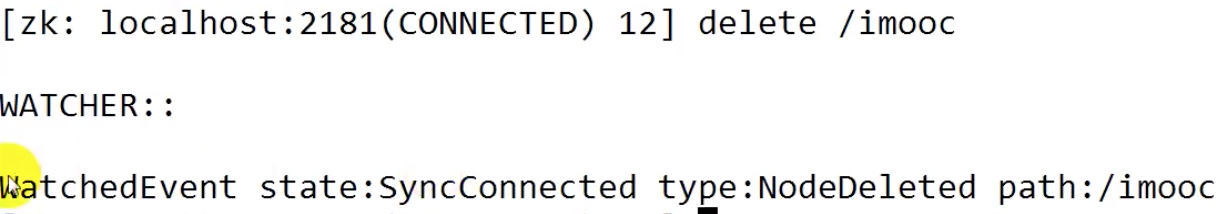 [zk: localhost:2181(CONNECTED) 12] delete /imooc
WATCHER::
WatchedEvent state:SyncConnected type:NodeDeleted path:/imooc